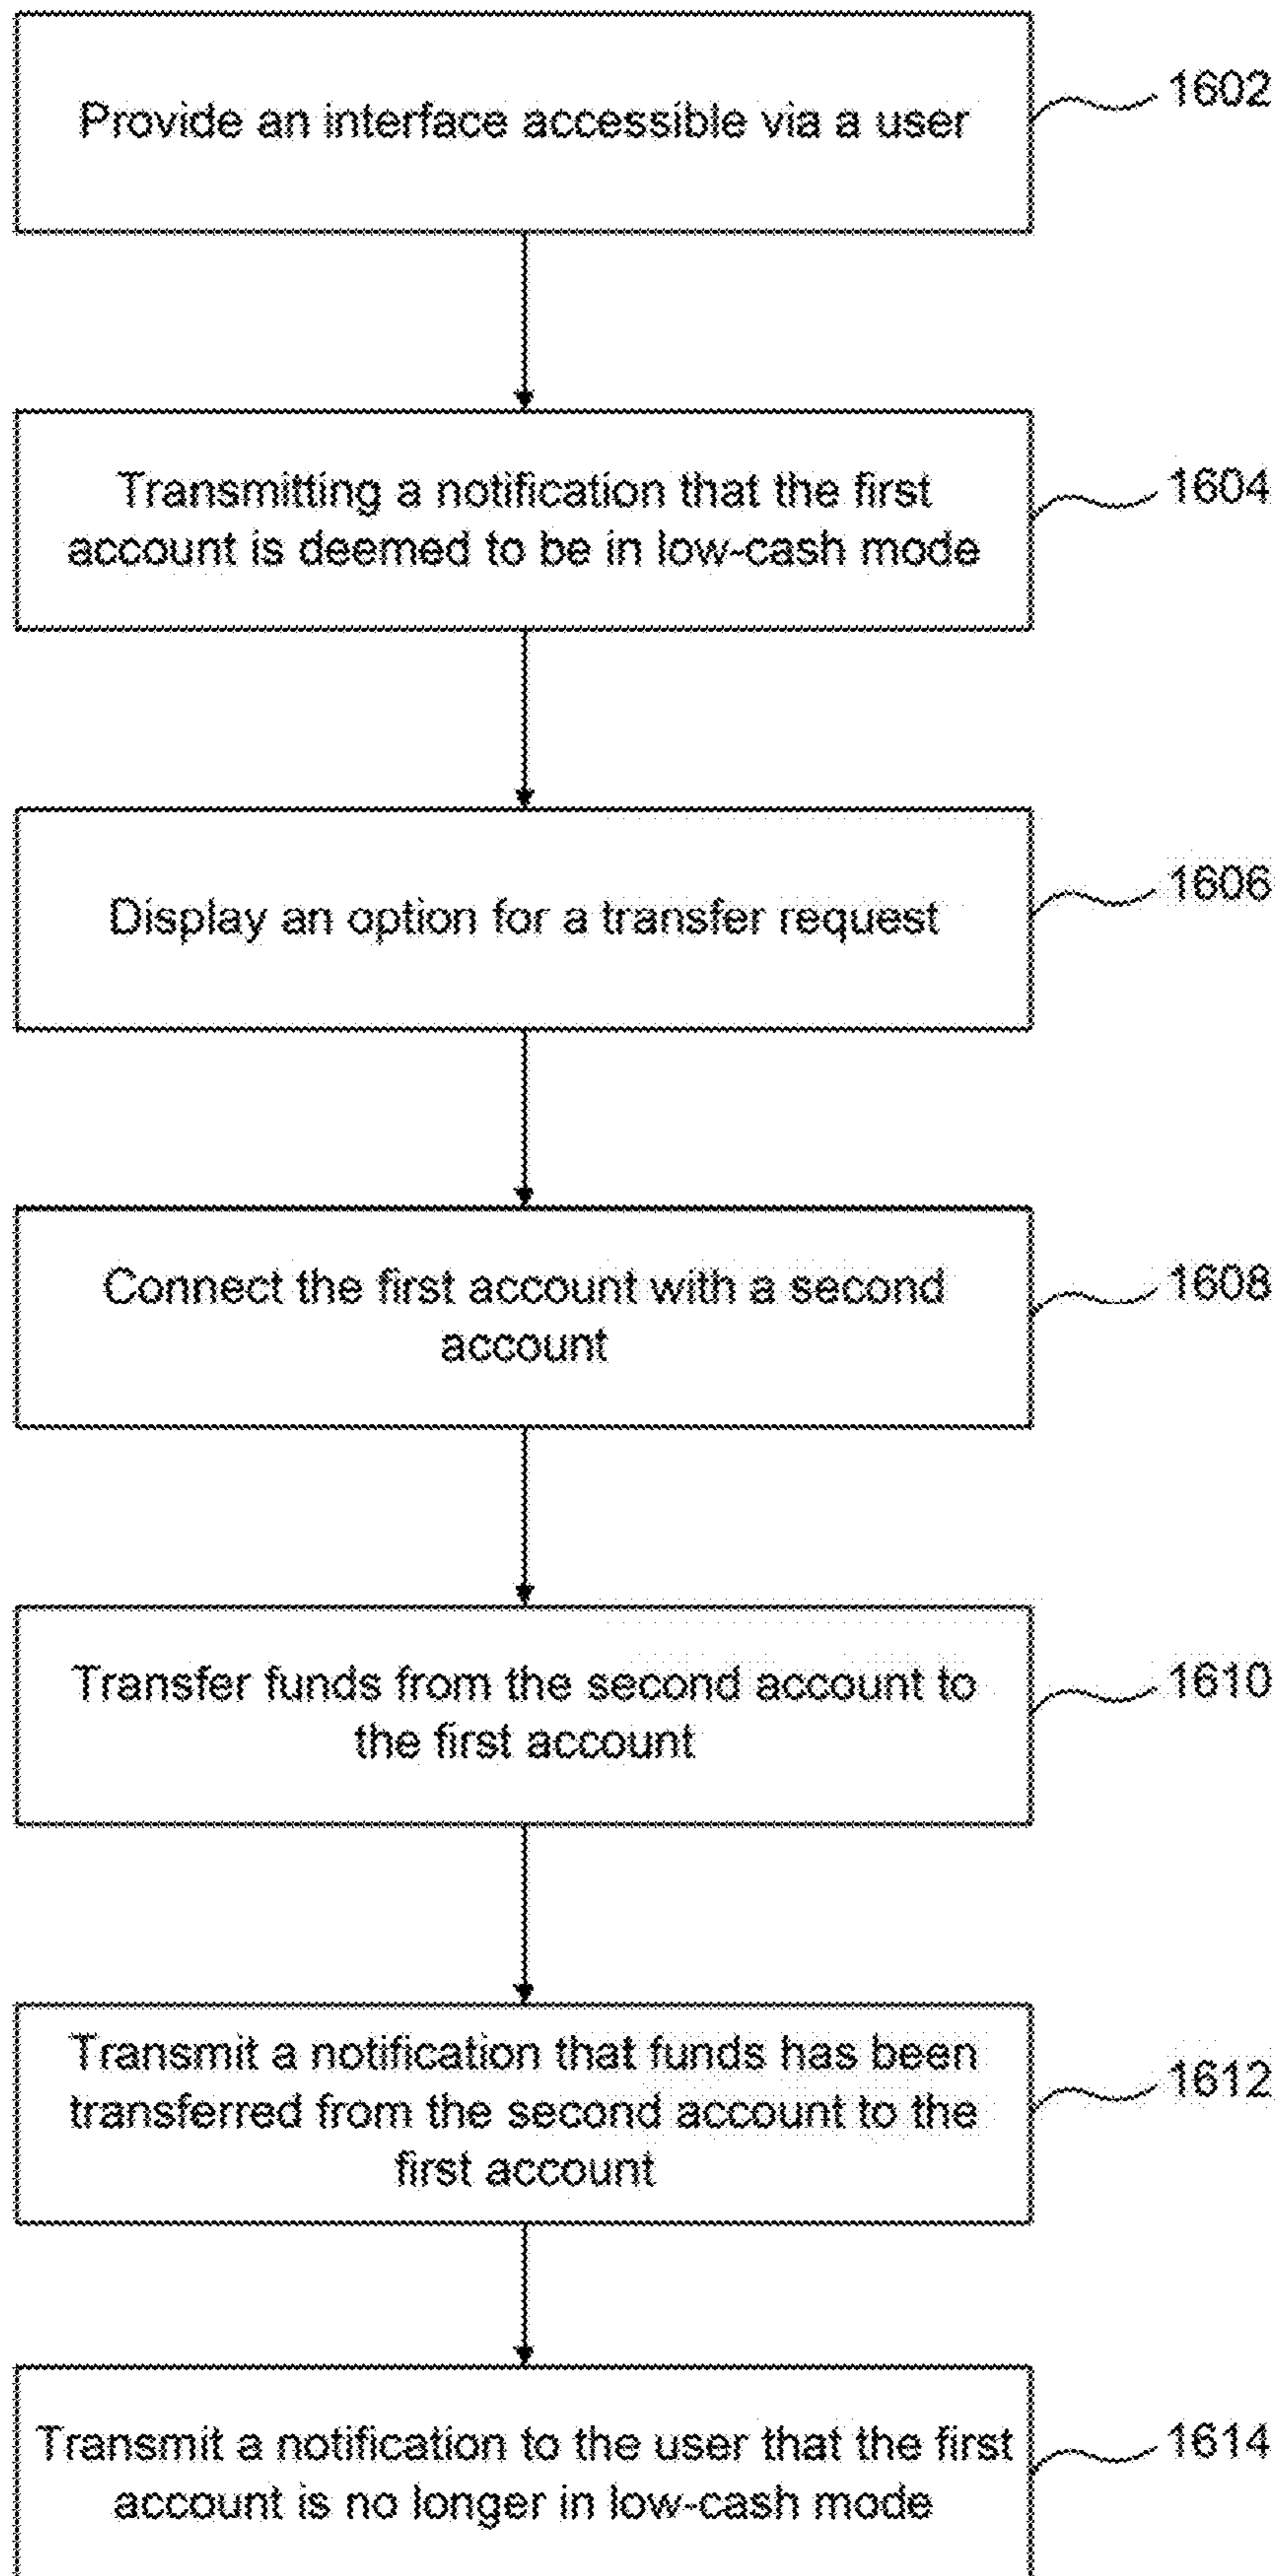 Provide an interface accessible via a user
1602
Transmitting a notification that the first
account is deemed to be in low-cash mode
1604
Display an option for a transfer request
1606
Connect the first account with a second
account
1608
Transfer funds from the second account to
the first account
1610
Transmit a notification that funds has been
transferred from the second account to the
first account
1612
Transmit a notification to the user that the first
account is no longer in low-cash mode
1614